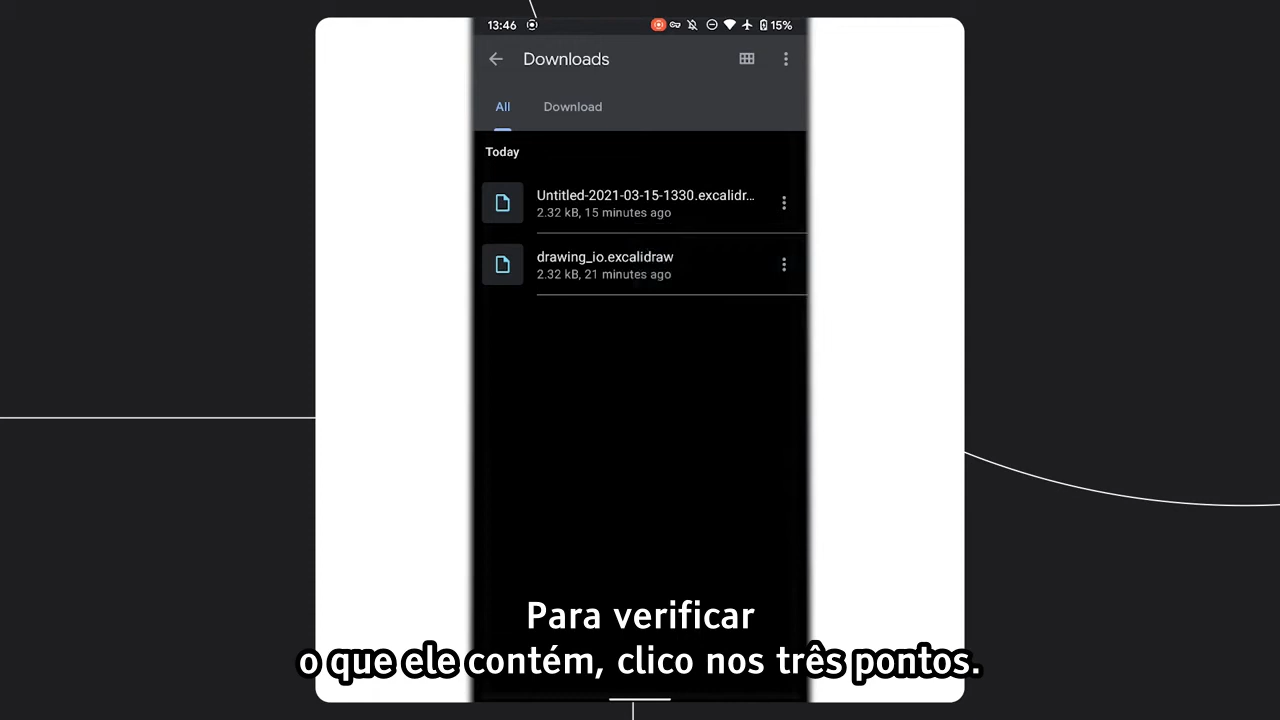 13:46 15%
Downloads
All Download
Today
Untitled-2021-03-15-1330.excalidr...
2.32 kB, 15 minutes ago
drawing_io.excalidraw
2.32 kB, 21 minutes ago
Para verificar
o que ele contém, clico nos três pontos.